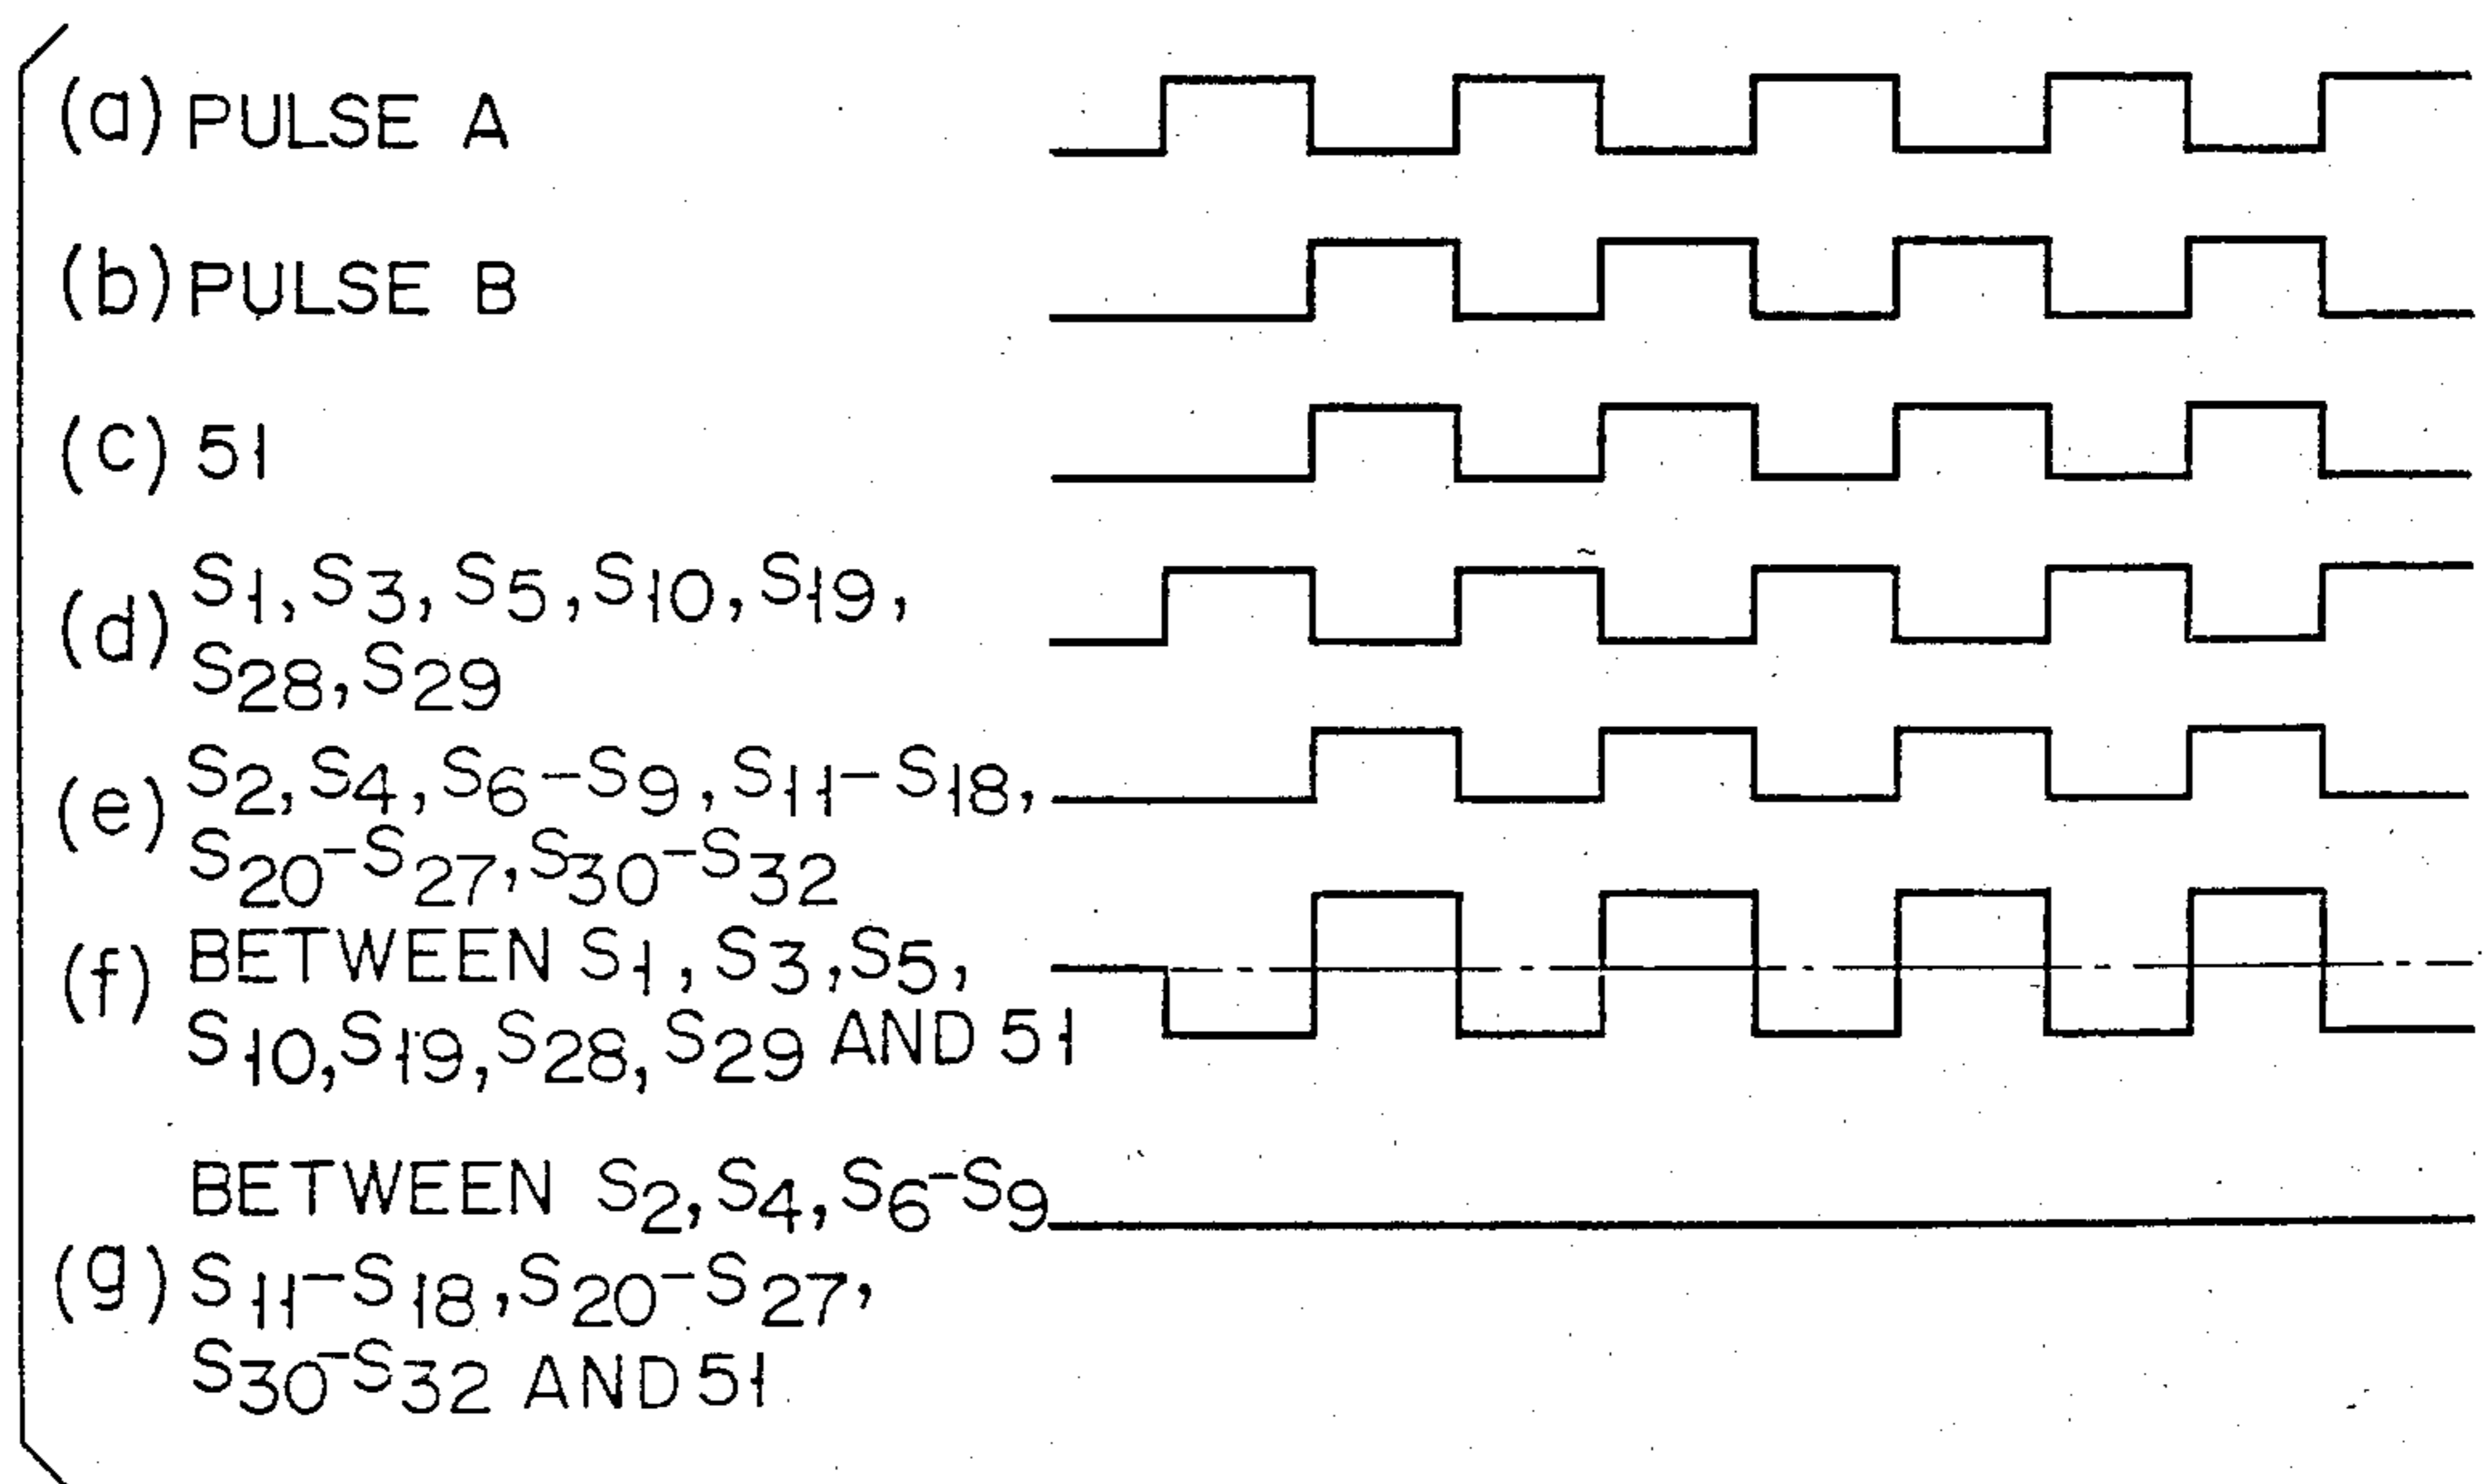 (a) PULSE A
(b) PULSE B
(c) 51
(d) S1, S3, S5, S10, S19,
S28, S29
(e) S2, S4, S6-S9, S11-S18,
S20-S27, S30-S32
(f) BETWEEN S1, S3, S5,
S10, S19, S28, S29 AND 51
BETWEEN S2, S4, S6-S9
(g) S11-S18, S20-S27,
S30-S32 AND 51